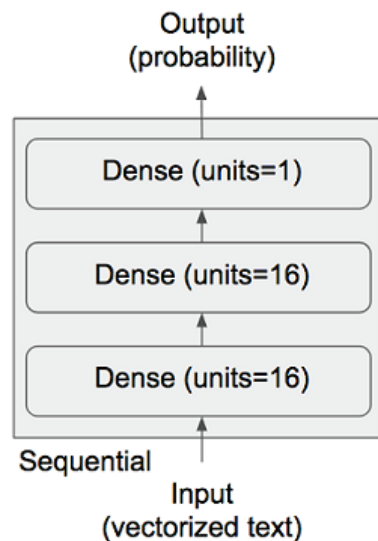 Output
(probability)
Dense (units=1)
Dense (units=16)
Dense (units=16)
Sequential
Input
(vectorized text)